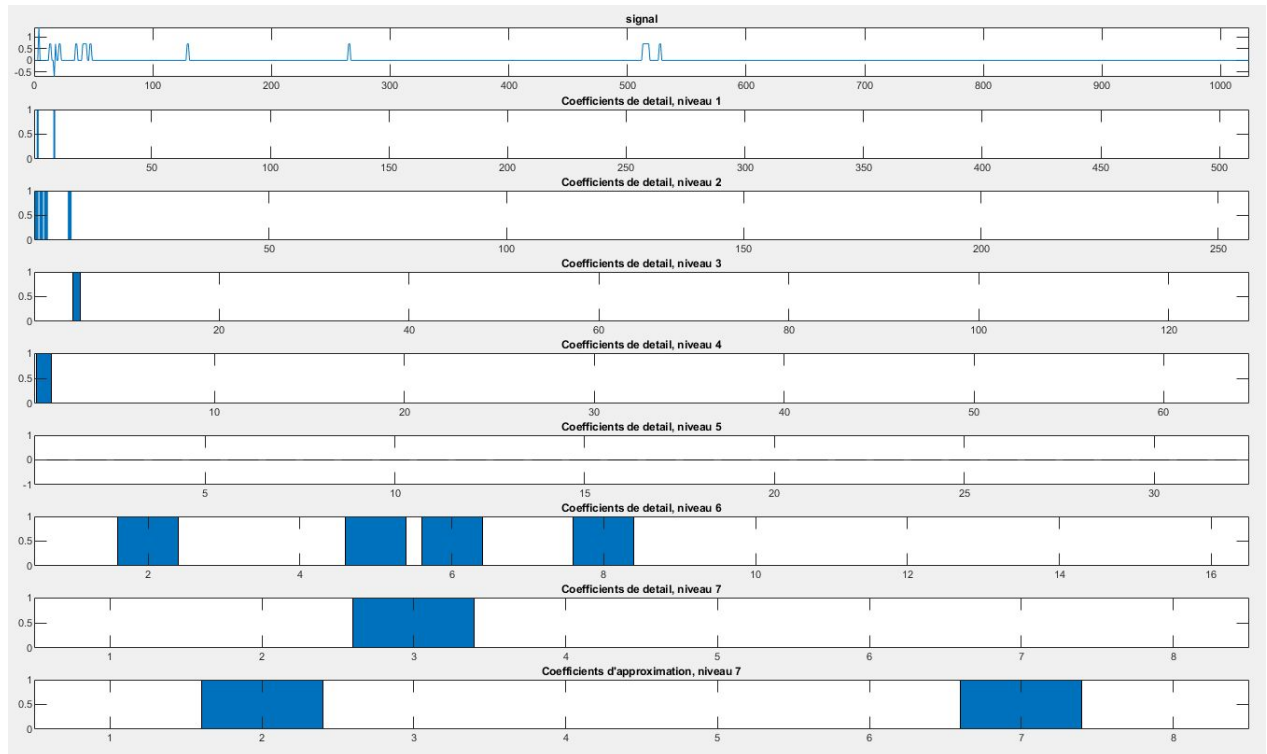 signal
1
0.5
0
-0.5
0 100 200 300 400 500 600 700 800 900 1000
Coefficients de detail, niveau 1
1
0.5
0
50 100 150 200 250 300 350 400 450 500
Coefficients de detail, niveau 2
1
0.5
0
50 100 150 200 250
Coefficients de detail, niveau 3
1
0.5
0
20 40 60 80 100 120
Coefficients de detail, niveau 4
1
0.5
0
10 20 30 40 50 60
Coefficients de detail, niveau 5
1
0
-1
5 10 15 20 25 30
Coefficients de detail, niveau 6
1
0.5
0
2 4 6 8 10 12 14 16
Coefficients de detail, niveau 7
1
0.5
0
1 2 3 4 5 6 7 8
Coefficients d'approximation, niveau 7
1
0.5
0
1 2 3 4 5 6 7 8